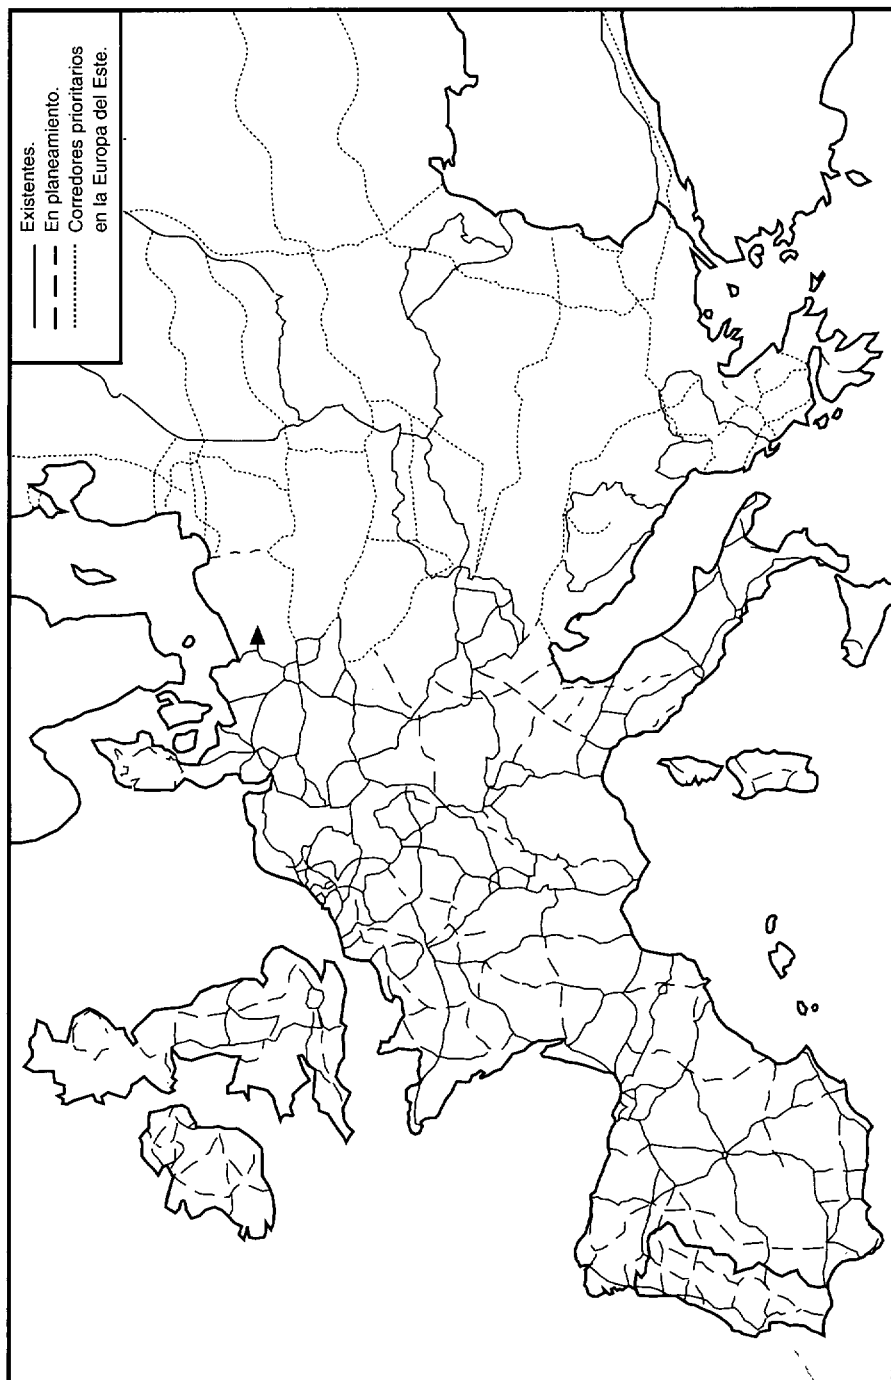 Existentes.
En planeamiento.
Corredores prioritarios
en la Europa del Este.